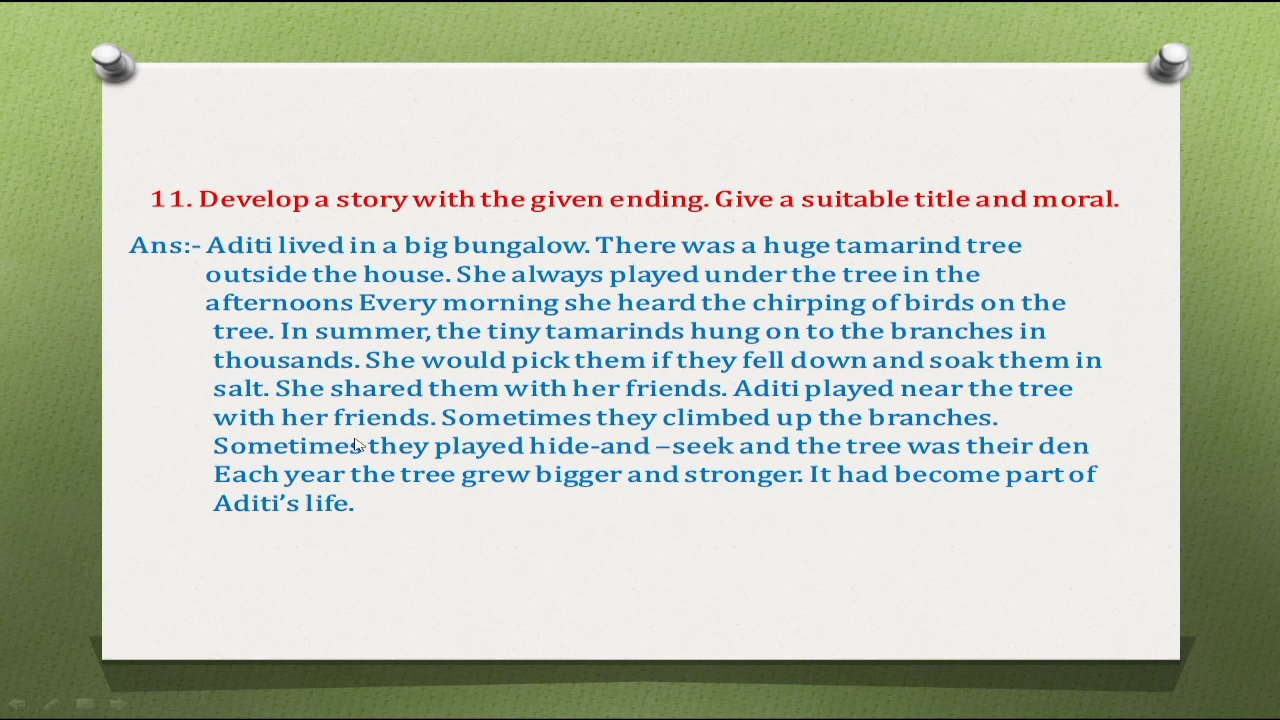 11. Develop a story with the given ending. Give a suitable title and moral.
Ans:- Aditi lived in a big bungalow. There was a huge tamarind tree
outside the house. She always played under the tree in the
afternoons Every morning she heard the chirping of birds on the
tree. In summer, the tiny tamarinds hung on to the branches in
thousands. She would pick them if they fell down and soak them in
salt. She shared them with her friends. Aditi played near the tree
with her friends. Sometimes they climbed up the branches.
Sometimes they played hide-and –seek and the tree was their den
Each year the tree grew bigger and stronger. It had become part of
Aditi’s life.